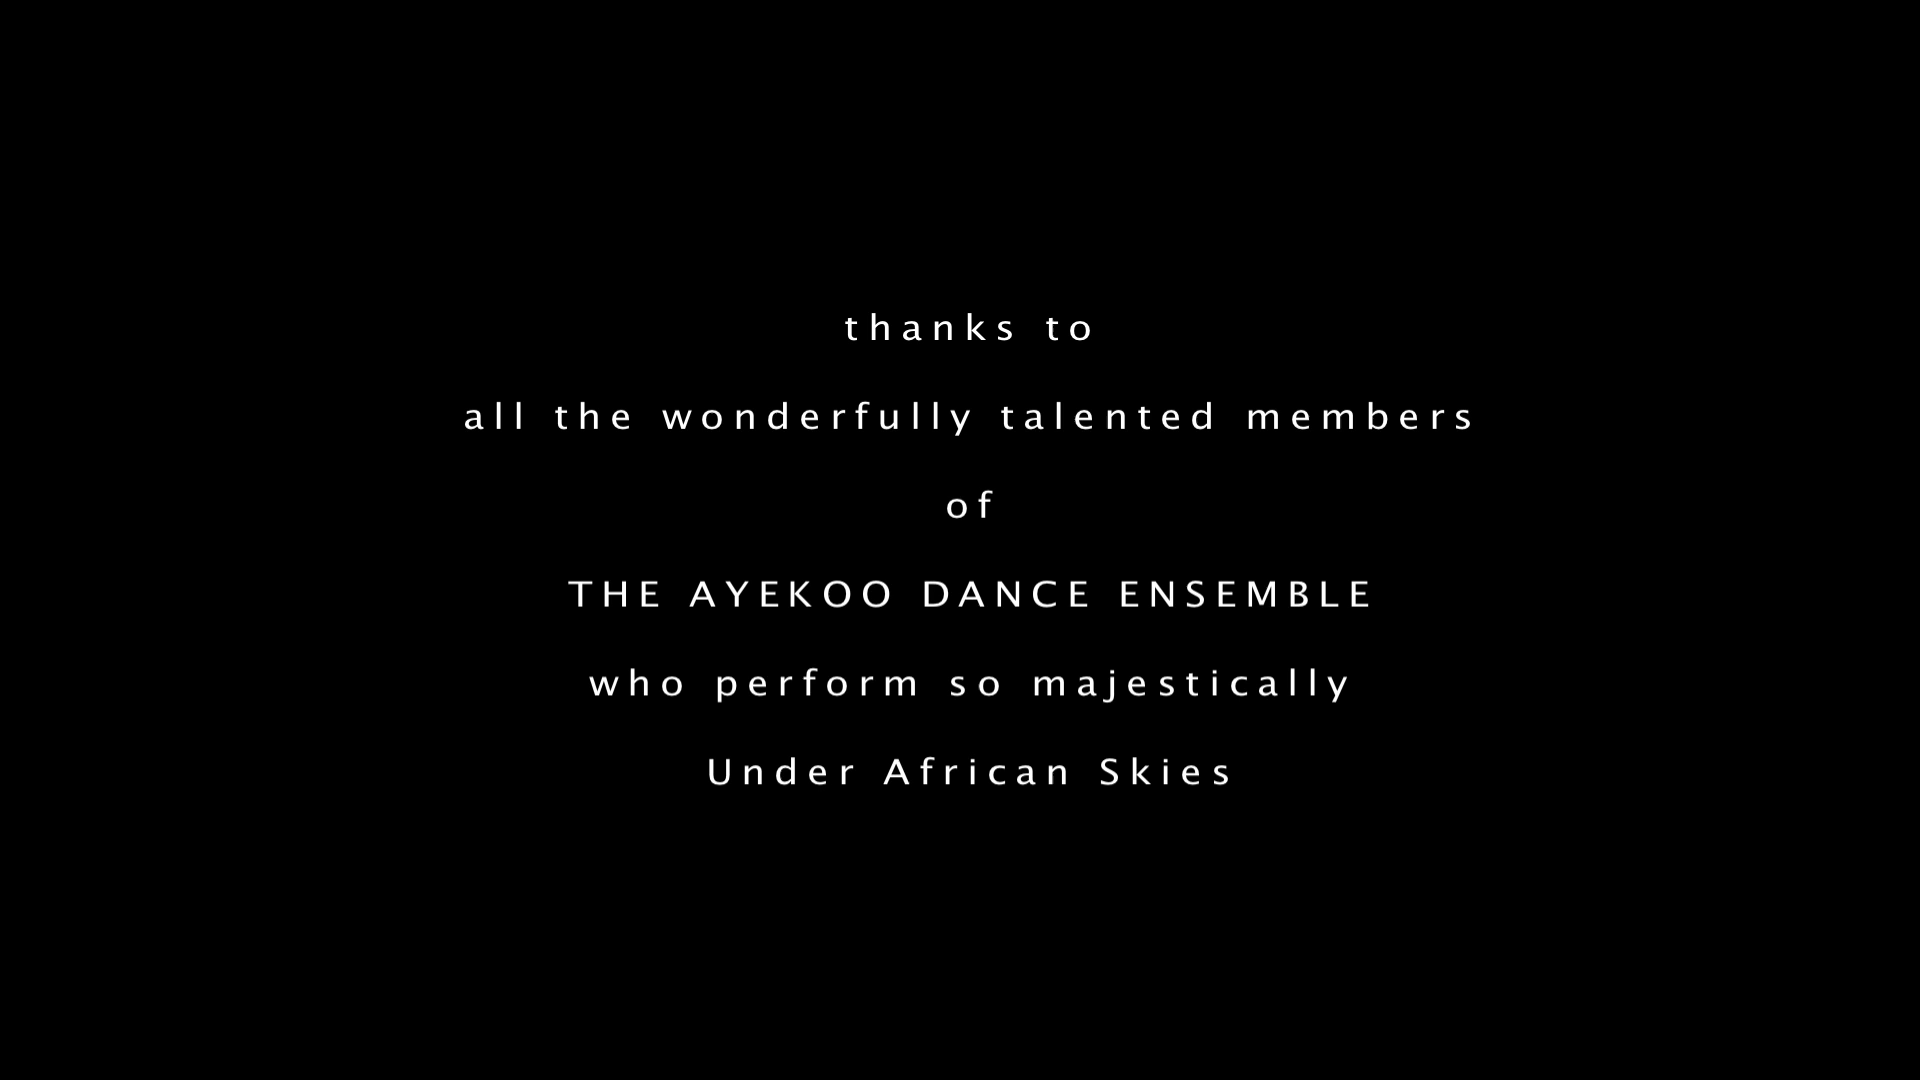 thanks to
all the wonderfully talented members
of
THE AYEKOO DANCE ENSEMBLE
who perform so majestically
Under African Skies